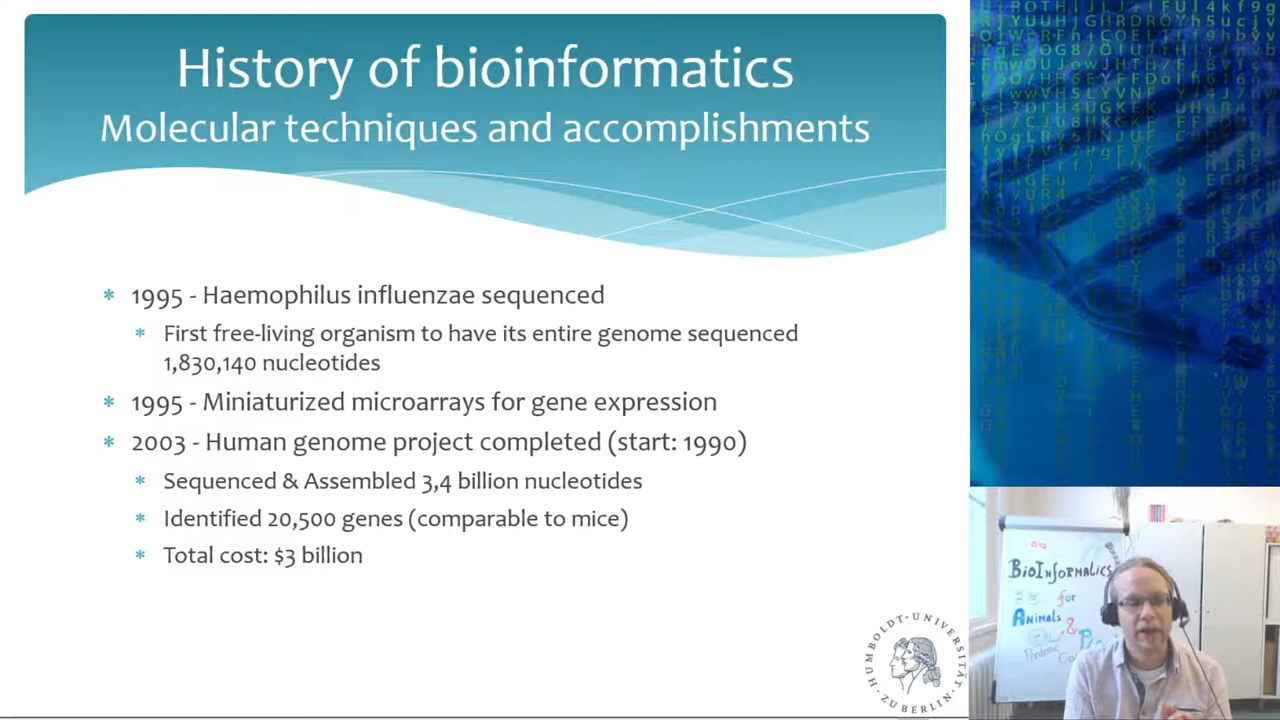 History of bioinformatics
Molecular techniques and accomplishments
* 1995 - Haemophilus influenzae sequenced
* First free-living organism to have its entire genome sequenced
1,830,140 nucleotides
* 1995 - Miniaturized microarrays for gene expression
* 2003 - Human genome project completed (start: 1990)
* Sequenced & Assembled 3,4 billion nucleotides
* Identified 20,500 genes (comparable to mice)
* Total cost: $3 billion
HUMBOLDT-UNIVERSITÄT
ZU BERLIN
BioInformatics
for
Animals
&
Pandemic